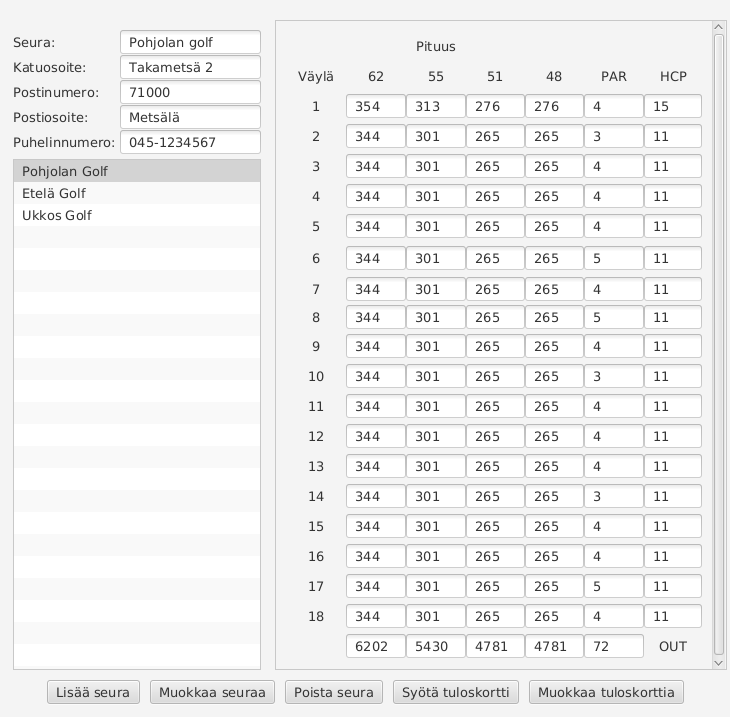 Seura: Pohjolan golf
Katuosoite: Takametsä 2
Postinumero: 71000
Postiosoite: Metsälä
Puhelinnumero: 045-1234567
Pohjolan Golf
Etelä Golf
Ukkos Golf
Pituus
Väylä 62 55 51 48 PAR HCP
1 354 313 276 276 4 15
2 344 301 265 265 3 11
3 344 301 265 265 4 11
4 344 301 265 265 4 11
5 344 301 265 265 4 11
6 344 301 265 265 5 11
7 344 301 265 265 4 11
8 344 301 265 265 5 11
9 344 301 265 265 4 11
10 344 301 265 265 3 11
11 344 301 265 265 4 11
12 344 301 265 265 4 11
13 344 301 265 265 4 11
14 344 301 265 265 3 11
15 344 301 265 265 4 11
16 344 301 265 265 4 11
17 344 301 265 265 5 11
18 344 301 265 265 4 11
6202 5430 4781 4781 72 OUT
Lisää seura Muokkaa seuraa Poista seura Syötä tuloskortti Muokkaa tuloskorttia